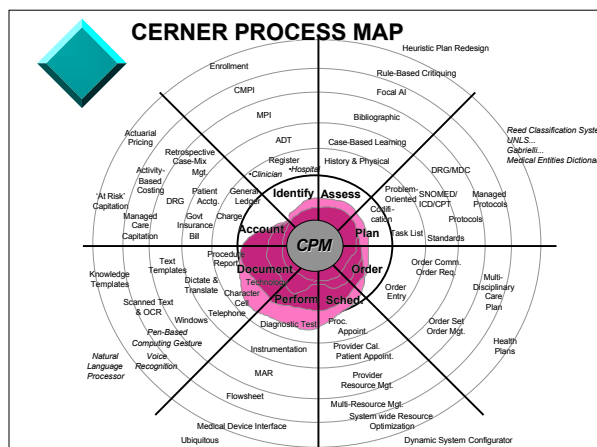 CERNER PROCESS MAP
Heuristic Plan Redesign
Enrollment
Rule-Based Critiquing
CMPI
Focal AI
MPI
Bibliographic
Actuarial
Pricing
Retrospective
Case-Mix
Mgt.
ADT
Case-Based Learning
Reed Classification Syste
UNLS...
Gabrielli...
Medical Entities Dictionar
Activity-
Based
Costing
Register
•Clinician
•Hospital
History & Physical
DRG/MDC
'At Risk'
Capitation
DRG
Patient
Acctg.
General
Ledger
Identify
Assess
Problem-
Oriented
SNOMED/
ICD/CPT
Managed
Protocols
Managed
Care
Capitation
Govt
Insurance
Bill
Charge
Codifi-
cation
Protocols
Account
Plan
Task List
Standards
CPM
Knowledge
Templates
Text
Templates
Procedure
Report
Document
Order
Order Comm.
Order Req.
Multi-
Disciplinary
Care
Plan
Dictate &
Translate
Technology
Character
Cell
Perform
Sched.
Order
Entry
Scanned Text
& OCR
Windows
Telephone
Diagnostic Test
Proc.
Appoint.
Order Set
Order Mgt.
Health
Plans
Pen-Based
Computing Gesture
Natural
Language
Processor
Voice
Recognition
Instrumentation
Provider Cal.
Patient Appoint.
MAR
Provider
Resource Mgt.
Flowsheet
Multi-Resource Mgt.
Medical Device Interface
System wide Resource
Optimization
Ubiquitous
Dynamic System Configurator